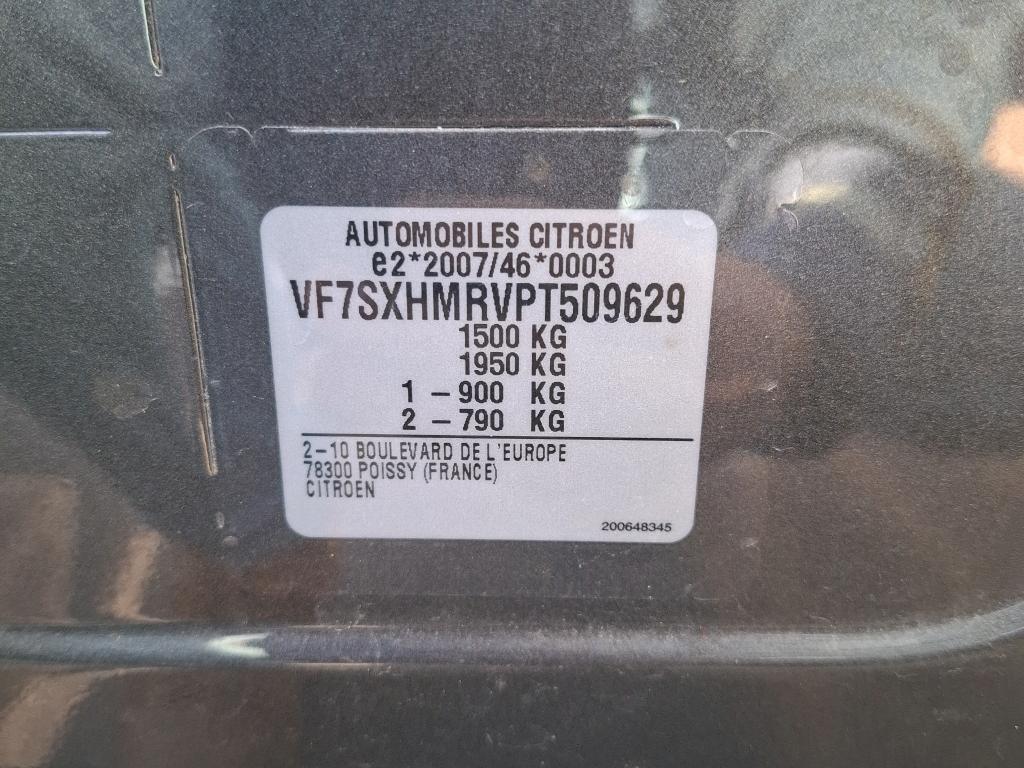 AUTOMOBILES CITROEN
e2*2007/46*0003
VF7SXHMRVPT509629
1500 KG
1950 KG
1 – 900 KG
2 – 790 KG
2–10 BOULEVARD DE L'EUROPE
78300 POISSY (FRANCE)
CITROEN
200648345